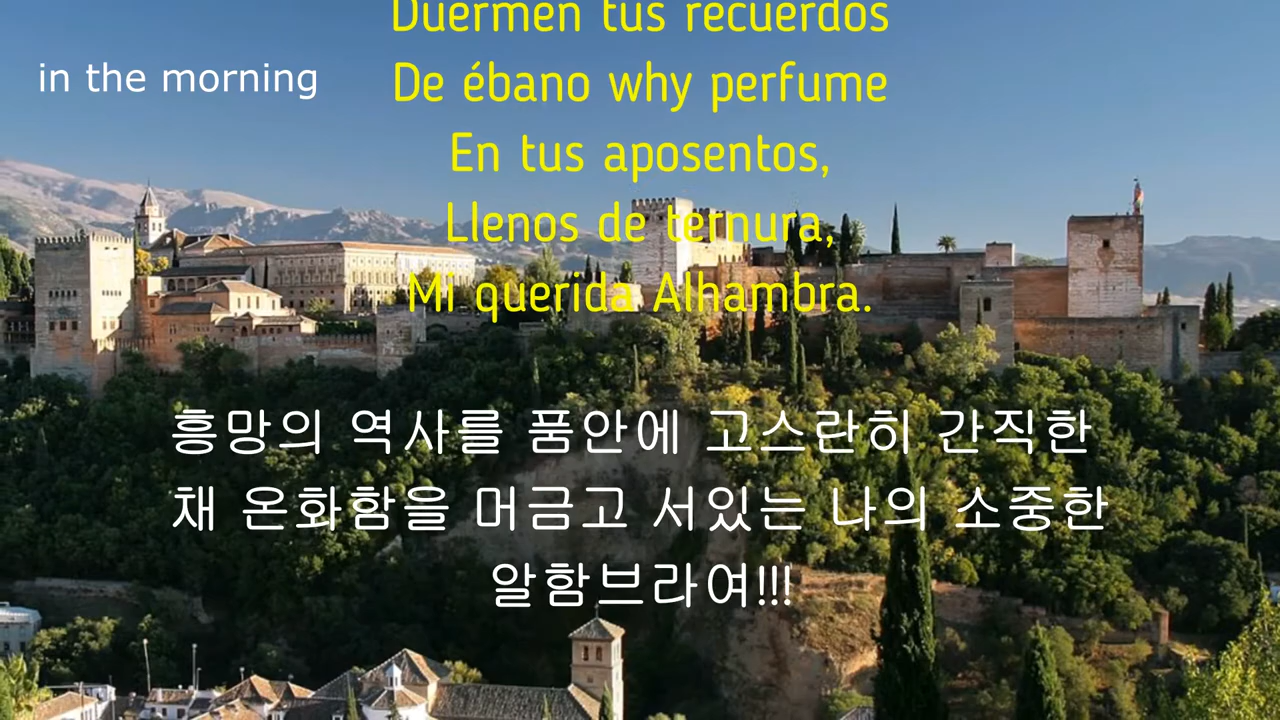 Duermen tus recuerdos
in the morning
De ébano why perfume
En tus aposentos,
Llenos de ternura,
Mi querida Alhambra.
흥망의 역사를 품안에 고스란히 간직한
채 온화함을 머금고 서있는 나의 소중한
알함브라여!!!